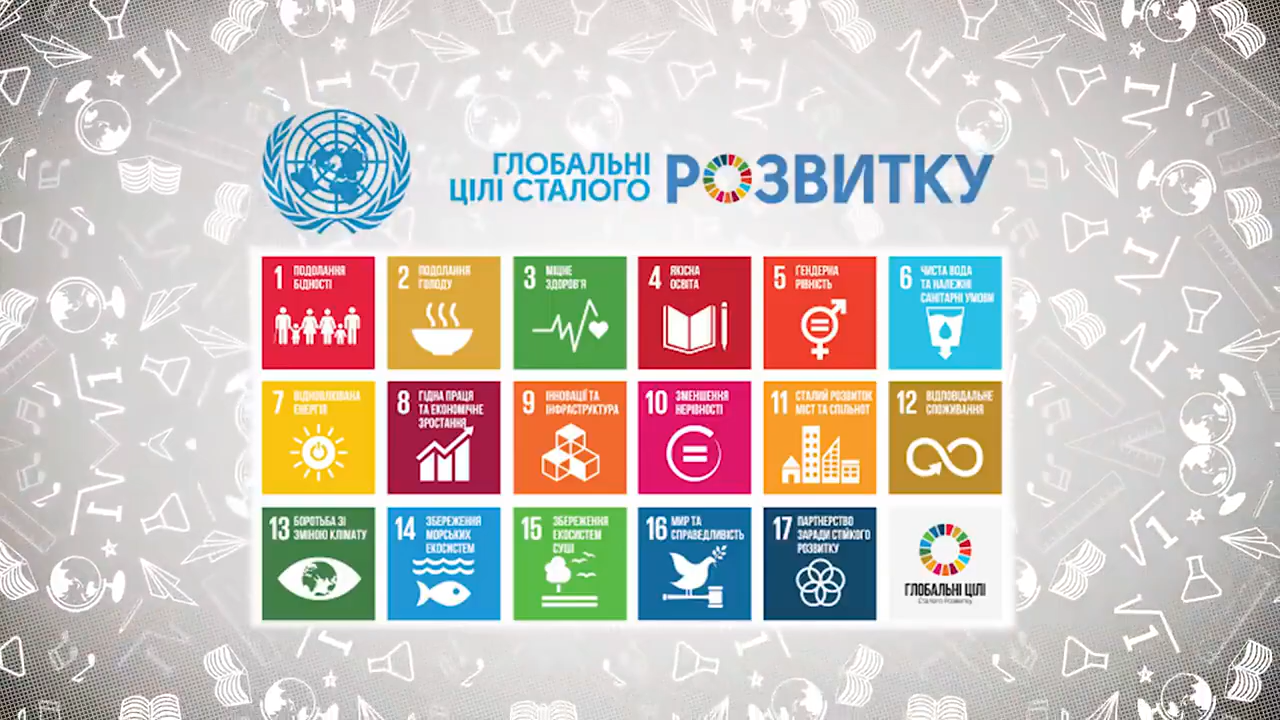 ГЛОБАЛЬНІ
ЦІЛІ СТАЛОГО
РОЗВИТКУ
1 ПОДОЛАННЯ
БІДНОСТІ
2 ПОДОЛАННЯ
ГОЛОДУ
3 МІЦНЕ
ЗДОРОВ'Я
4 ЯКІСНА
ОСВІТА
5 ҐЕНДЕРНА
РІВНІСТЬ
6 ЧИСТА ВОДА
ТА НАЛЕЖНІ
САНІТАРНІ УМОВИ
7 ВІДНОВЛЮВАНА
ЕНЕРГІЯ
8 ГІДНА ПРАЦЯ
ТА ЕКОНОМІЧНЕ
ЗРОСТАННЯ
9 ІННОВАЦІЇ ТА
ІНФРАСТРУКТУРА
10 ЗМЕНШЕННЯ
НЕРІВНОСТІ
11 СТАЛИЙ РОЗВИТОК
МІСТ ТА СПІЛЬНОТ
12 ВІДПОВІДАЛЬНЕ
СПОЖИВАННЯ
13 БОРОТЬБА ЗІ
ЗМІНОЮ КЛІМАТУ
14 ЗБЕРЕЖЕННЯ
МОРСЬКИХ
ЕКОСИСТЕМ
15 ЗБЕРЕЖЕННЯ
ЕКОСИСТЕМ
СУШІ
16 МИР ТА
СПРАВЕДЛИВІСТЬ
17 ПАРТНЕРСТВО
ЗАРАДИ СТІЙКОГО
РОЗВИТКУ
ГЛОБАЛЬНІ ЦІЛІ
Сталого Розвитку